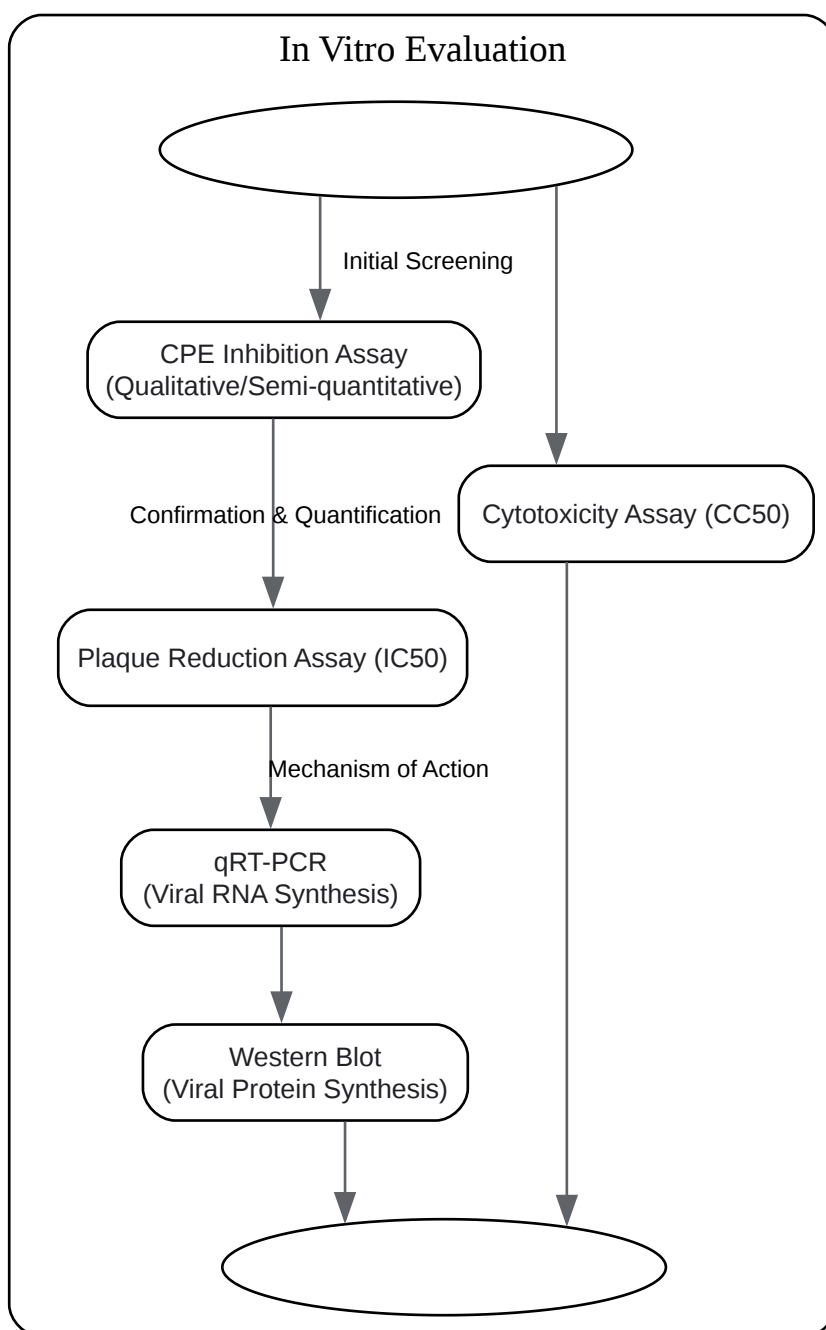 In Vitro Evaluation
Initial Screening
CPE Inhibition Assay
(Qualitative/Semi-quantitative)
Confirmation & Quantification
Cytotoxicity Assay (CC50)
Plaque Reduction Assay (IC50)
Mechanism of Action
qRT-PCR
(Viral RNA Synthesis)
Western Blot
(Viral Protein Synthesis)